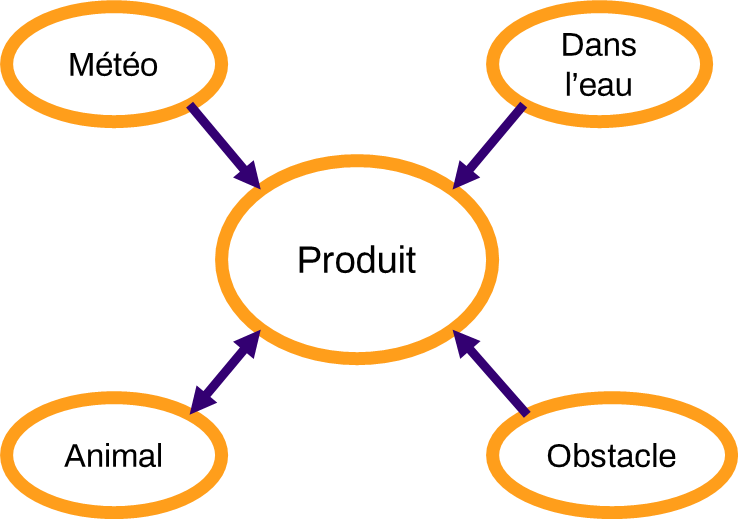 Météo
Dans
l’eau
Produit
Animal
Obstacle